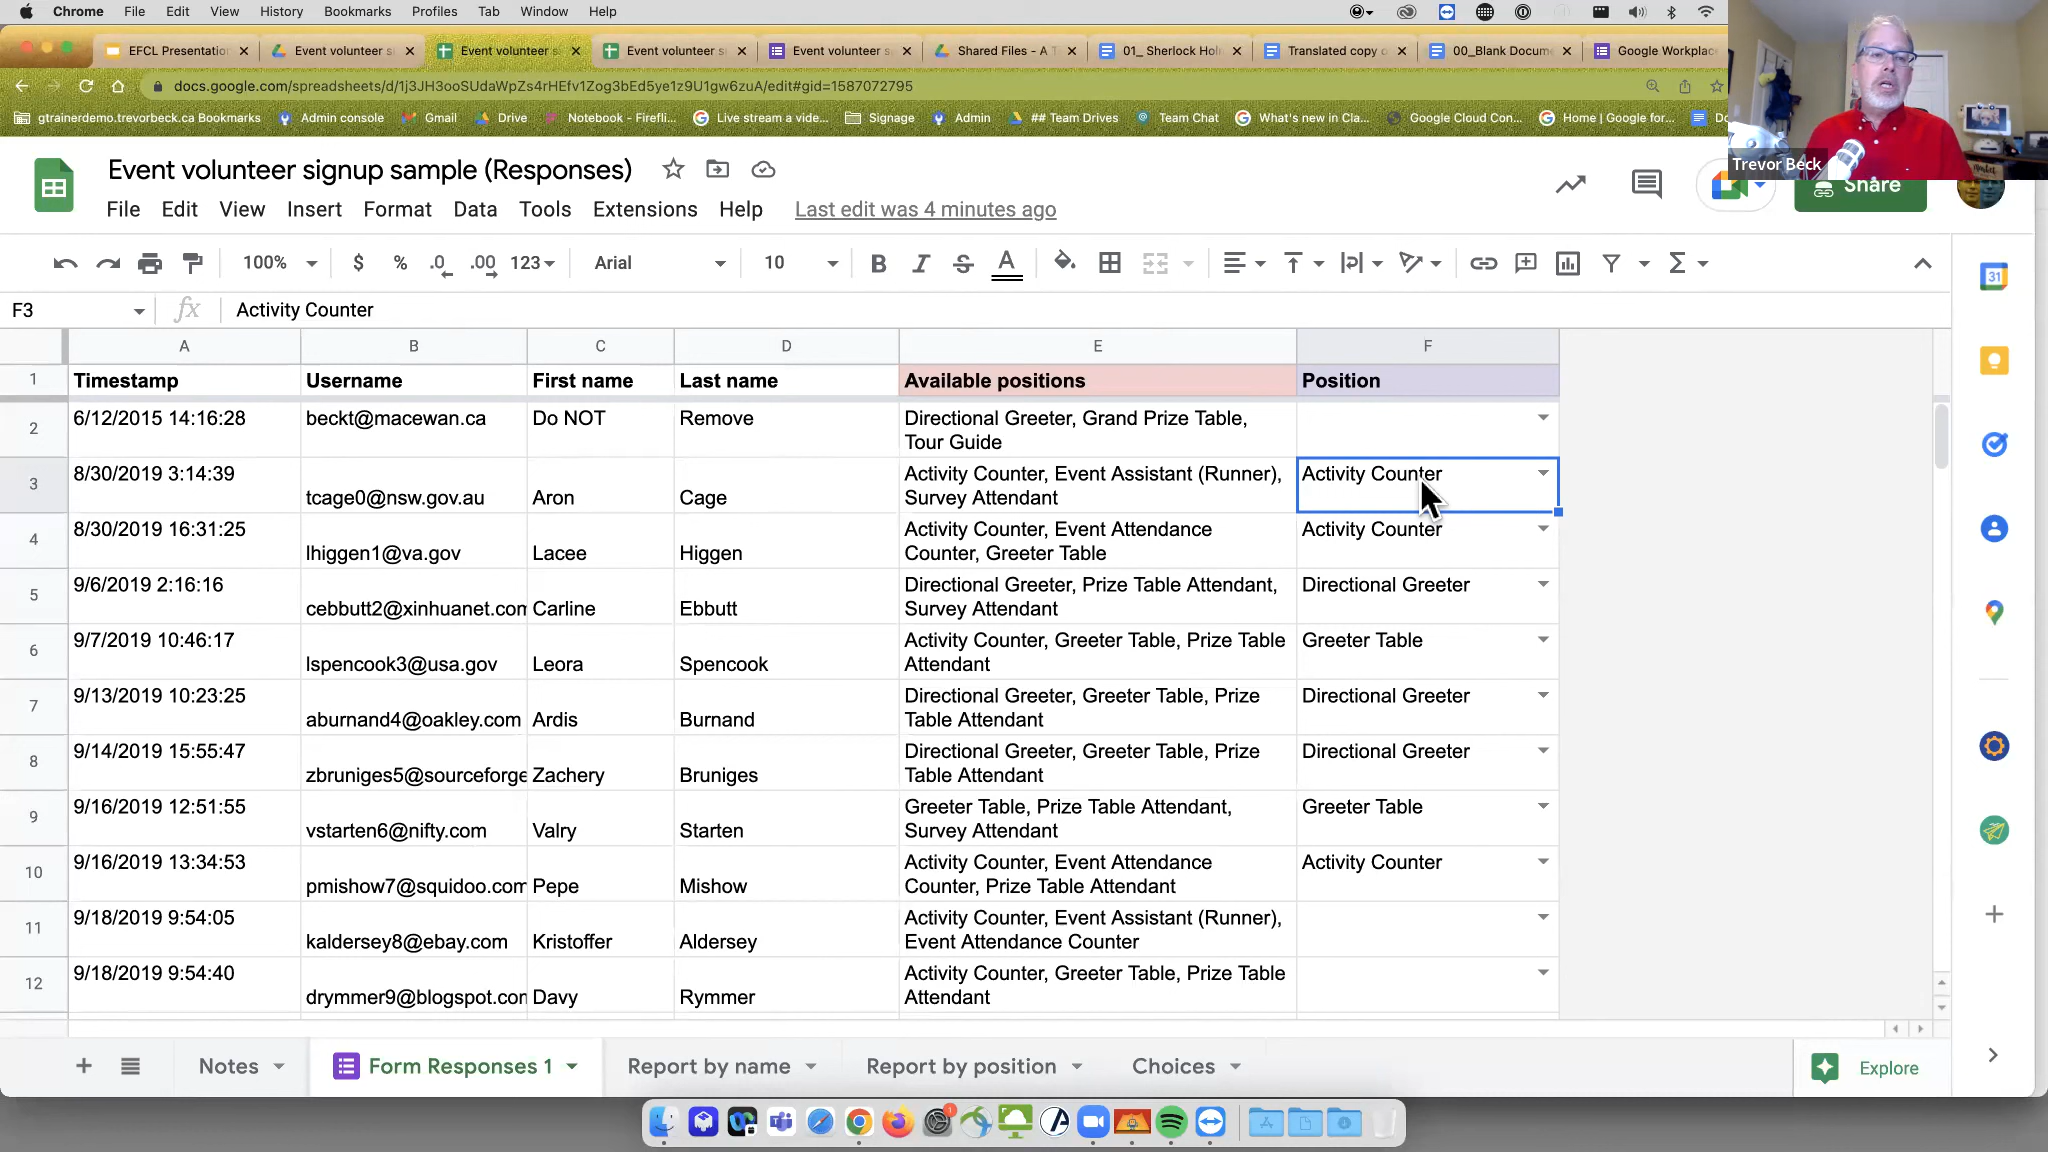 Chrome File Edit View History Bookmarks Profiles Tab Window Help
EFCL Presentatio Event volunteer s Event volunteer s Event volunteer s Event volunteer s Shared Files - A T 01_ Sherlock Hol Translated copy o 00_Blank Docum Google Workplac
docs.google.com/spreadsheets/d/1j3JH3ooSUdaWpZs4rHEfv1Zog3bEd5ye1z9U1gw6zuA/edit#gid=1587072795
gtrainerdemo.trevorbeck.ca Bookmarks Admin console Gmail Drive Notebook - Firefli... Live stream a vide... Signage Admin ## Team Drives Team Chat What's new in Cla... Google Cloud Con... Home | Google for... Do
Trevor Beck
Event volunteer signup sample (Responses)
Share
File Edit View Insert Format Data Tools Extensions Help Last edit was 4 minutes ago
100% $ % .0 .00 123 Arial 10 B I S A
F3 fx Activity Counter
A B C D E F
1 Timestamp Username First name Last name Available positions Position
2 6/12/2015 14:16:28 beckt@macewan.ca Do NOT Remove Directional Greeter, Grand Prize Table,
Tour Guide
3 8/30/2019 3:14:39 tcage0@nsw.gov.au Aron Cage Activity Counter, Event Assistant (Runner), Activity Counter
Survey Attendant
4 8/30/2019 16:31:25 lhiggen1@va.gov Lacee Higgen Activity Counter, Event Attendance Activity Counter
Counter, Greeter Table
5 9/6/2019 2:16:16 cebbutt2@xinhuanet.com Carline Ebbutt Directional Greeter, Prize Table Attendant, Directional Greeter
Survey Attendant
6 9/7/2019 10:46:17 lspencook3@usa.gov Leora Spencook Activity Counter, Greeter Table, Prize Table Greeter Table
Attendant
7 9/13/2019 10:23:25 aburnand4@oakley.com Ardis Burnand Directional Greeter, Greeter Table, Prize Directional Greeter
Table Attendant
8 9/14/2019 15:55:47 zbruniges5@sourceforge Zachery Bruniges Directional Greeter, Greeter Table, Prize Directional Greeter
Table Attendant
9 9/16/2019 12:51:55 vstarten6@nifty.com Valry Starten Greeter Table, Prize Table Attendant, Greeter Table
Survey Attendant
10 9/16/2019 13:34:53 pmishow7@squidoo.com Pepe Mishow Activity Counter, Event Attendance Activity Counter
Counter, Prize Table Attendant
11 9/18/2019 9:54:05 kaldersey8@ebay.com Kristoffer Aldersey Activity Counter, Event Assistant (Runner),
Event Attendance Counter
12 9/18/2019 9:54:40 drymmer9@blogspot.com Davy Rymmer Activity Counter, Greeter Table, Prize Table
Attendant
Notes Form Responses 1 Report by name Report by position Choices Explore